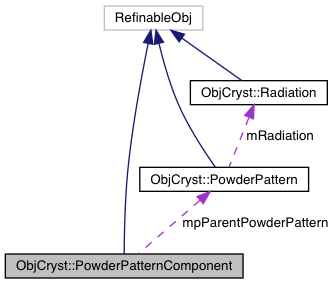 RefinableObj
ObjCryst::Radiation
mRadiation
ObjCryst::PowderPattern
mpParentPowderPattern
ObjCryst::PowderPatternComponent